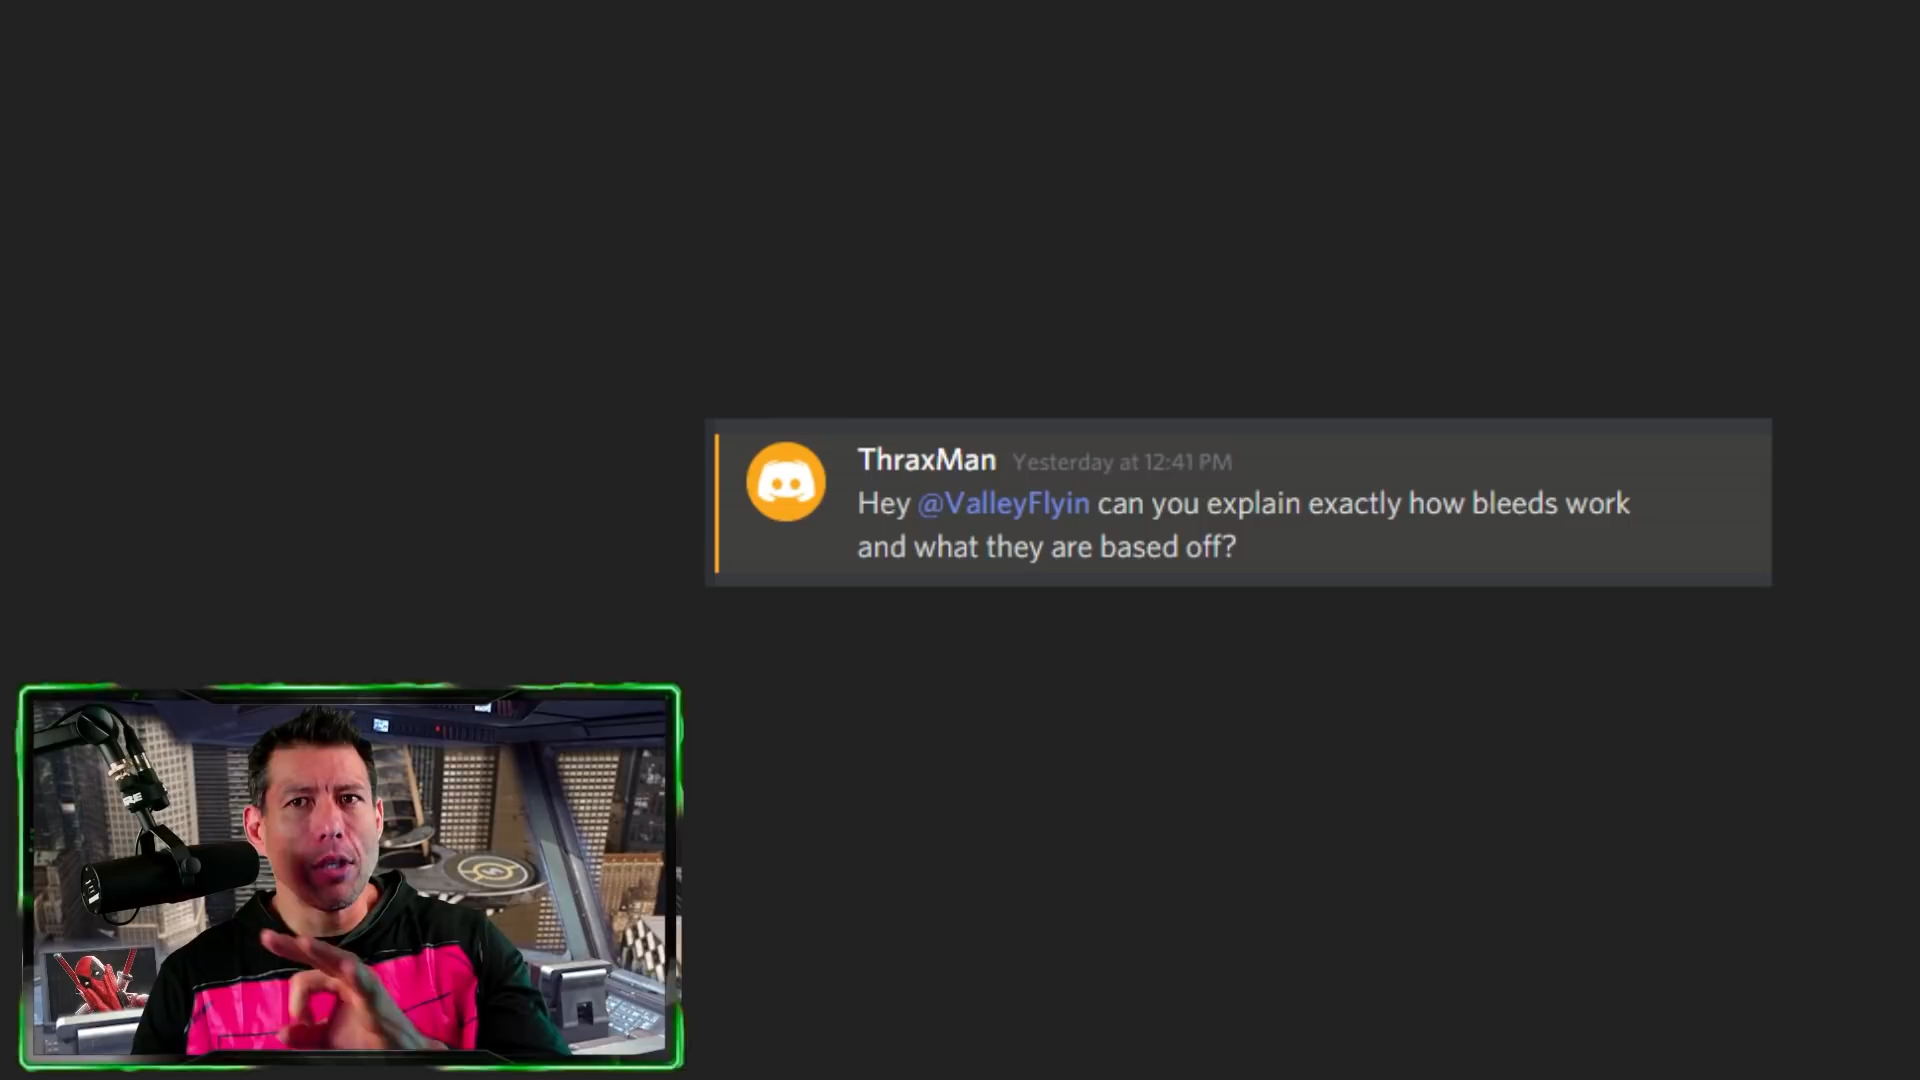 ThraxMan Yesterday at 12:41 PM
Hey @ValleyFlyin can you explain exactly how bleeds work
and what they are based off?